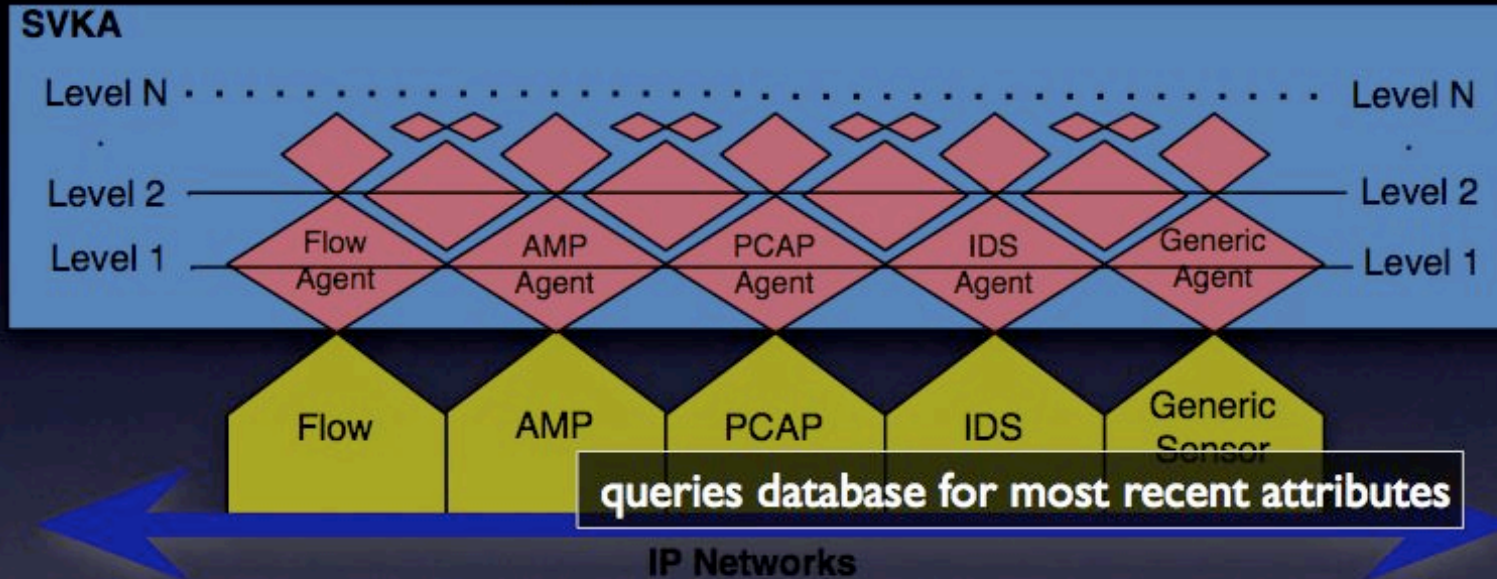 SVKA
Level N
Level N
Level 2
Level 2
Level 1
Level 1
Flow
Agent
AMP
Agent
PCAP
Agent
IDS
Agent
Generic
Agent
Flow
AMP
PCAP
IDS
Generic
Sensor
queries database for most recent attributes
IP Networks